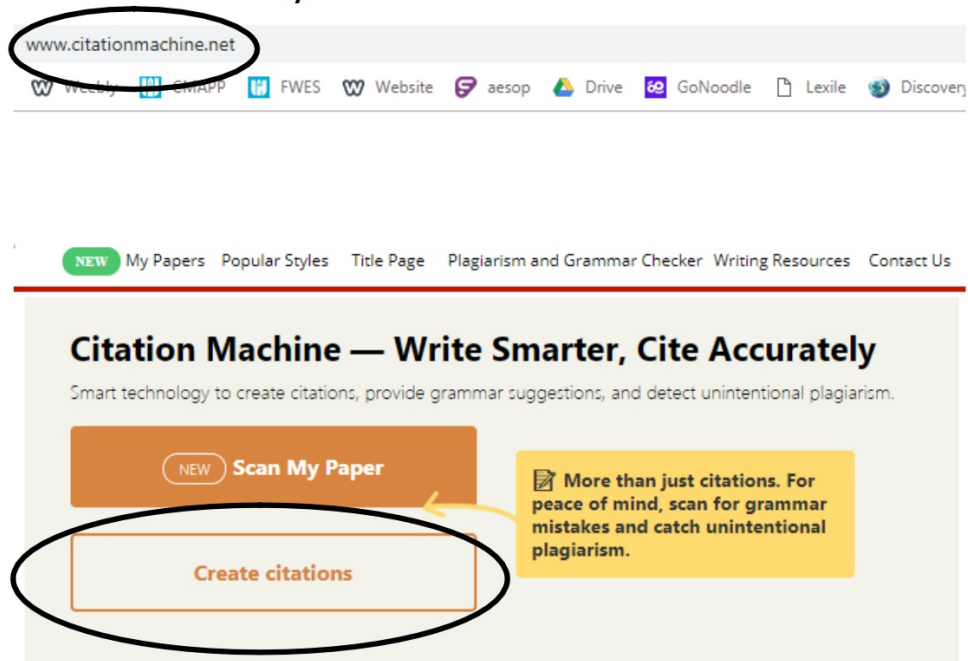 www.citationmachine.net
Weebly CMAPP FWES Website aesop Drive GoNoodle Lexile Discovery
NEW My Papers Popular Styles Title Page Plagiarism and Grammar Checker Writing Resources Contact Us
Citation Machine — Write Smarter, Cite Accurately
Smart technology to create citations, provide grammar suggestions, and detect unintentional plagiarism.
NEW Scan My Paper
More than just citations. For
peace of mind, scan for grammar
mistakes and catch unintentional
plagiarism.
Create citations